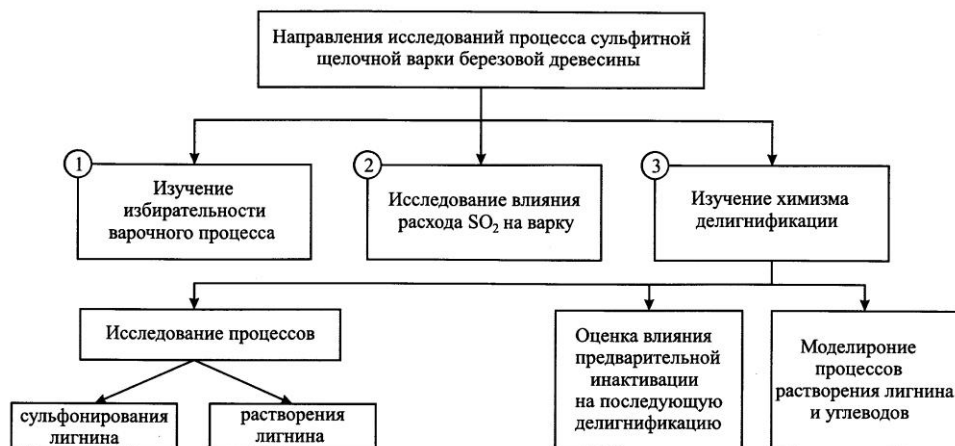 Направления исследований процесса сульфитной
щелочной варки березовой древесины
1
Изучение
избирательности
варочного процесса
2
Исследование влияния
расхода SO₂ на варку
3
Изучение химизма
делигнификации
Исследование процессов
сульфонирования
лигнина
растворения
лигнина
Оценка влияния
предварительной
инактивации
на последующую
делигнификацию
Моделироние
процессов
растворения лигнина
и углеводов